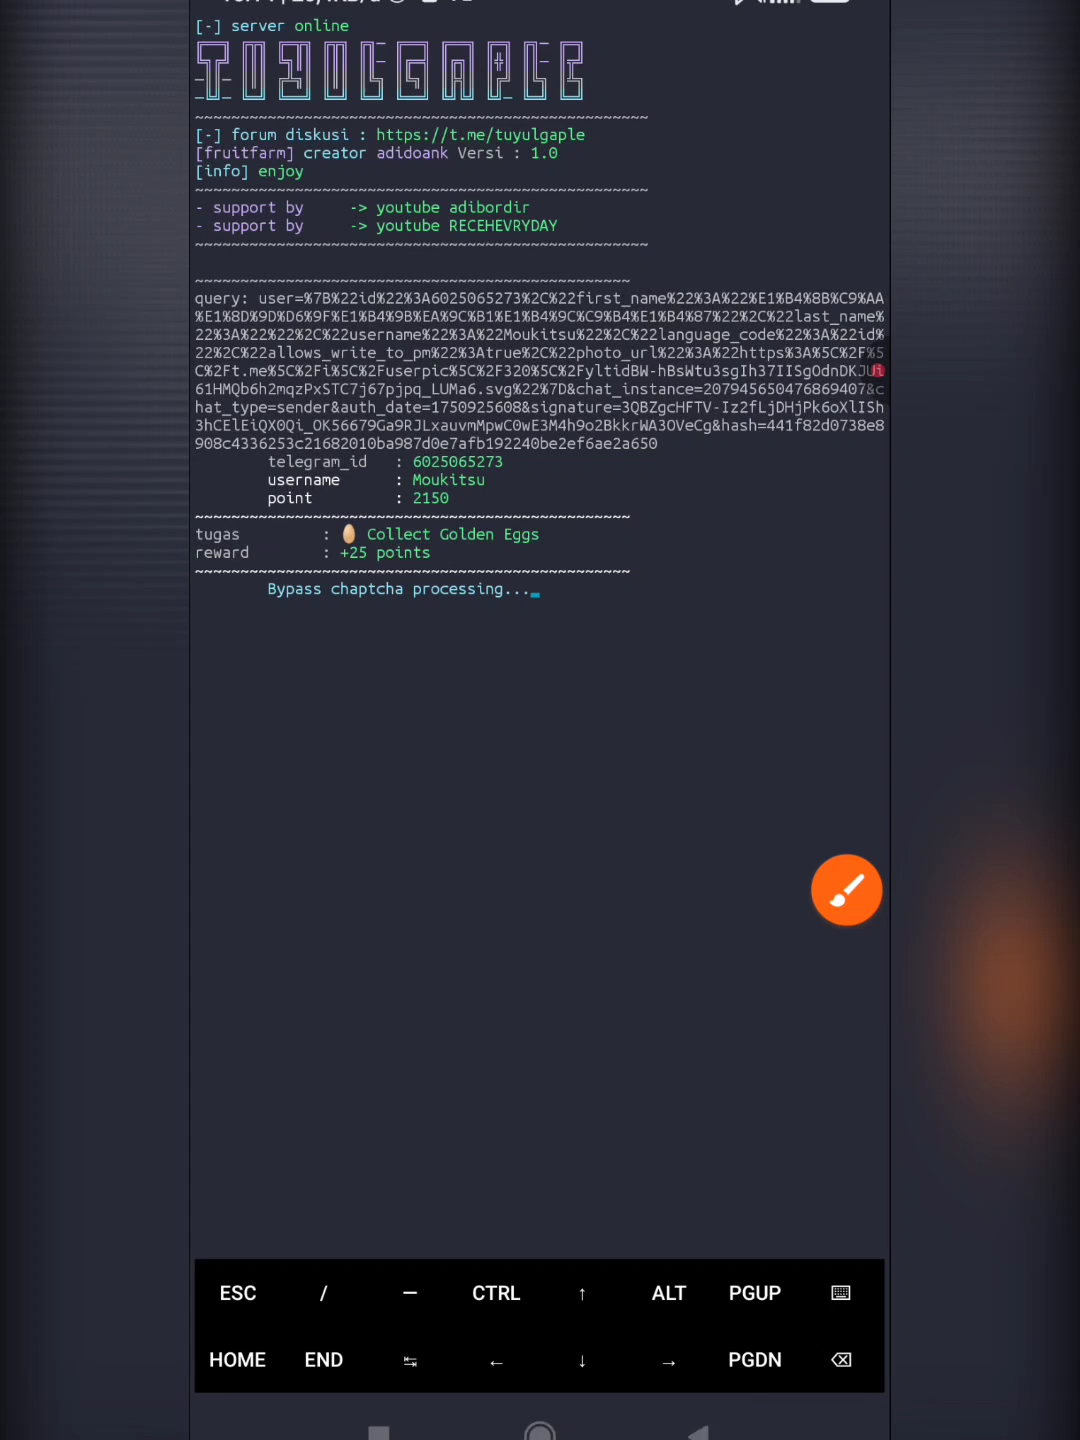 [-] server online
TUYULGAPLE
[-] forum diskusi : https://t.me/tuyulgaple
[fruitfarm] creator adidoank Versi : 1.0
[info] enjoy
- support by -> youtube adibordir
- support by -> youtube RECEHEVRYDAY
query: user=%7B%22id%22%3A6025065273%2C%22first_name%22%3A%22%E1%B4%8B%C9%AA
%E1%8D%9D%D6%9F%E1%B4%9B%EA%9C%B1%E1%B4%9C%C9%B4%E1%B4%87%22%2C%22last_name%
22%3A%22%22%2C%22username%22%3A%22Moukitsu%22%2C%22language_code%22%3A%22id%
22%2C%22allows_write_to_pm%22%3Atrue%2C%22photo_url%22%3A%22https%3A%5C%2F%5
C%2Ft.me%5C%2Fi%5C%2Fuserpic%5C%2F320%5C%2FyltidBW-hBsWtu3sgIh37IISgOdnDKJUi
61HMQb6h2mqzPxSTC7j67pjpq_LUMa6.svg%22%7D&chat_instance=2079456504768694​07&c
hat_type=sender&auth_date=1750925608&signature=3QBZgcHFTV-Iz2fLjDHjPk6oXlISh
3hCElEiQX0Qi_OK56679Ga9RJLxauvmMpwC0wE3M4h9o2BkkrWA3OVeCg&hash=441f82d0738e8
908c4336253c21682010ba987d0e7afb192240be2ef6ae2a650
telegram_id : 6025065273
username : Moukitsu
point : 2150
tugas : 🥚 Collect Golden Eggs
reward : +25 points
Bypass chaptcha processing...
ESC / — CTRL ↑ ALT PGUP
HOME END ↹ ← ↓ → PGDN